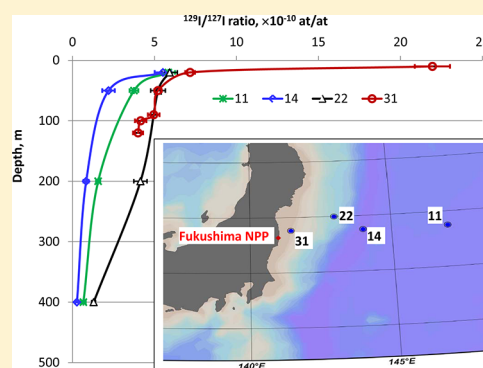 ¹²⁹I/¹²⁷I ratio, ×10⁻¹⁰ at/at
0 5 10 15 20 25
0
100
200
300
400
500
Depth, m
11 14 22 31
22
11
31
14
Fukushima NPP
140°E 145°E